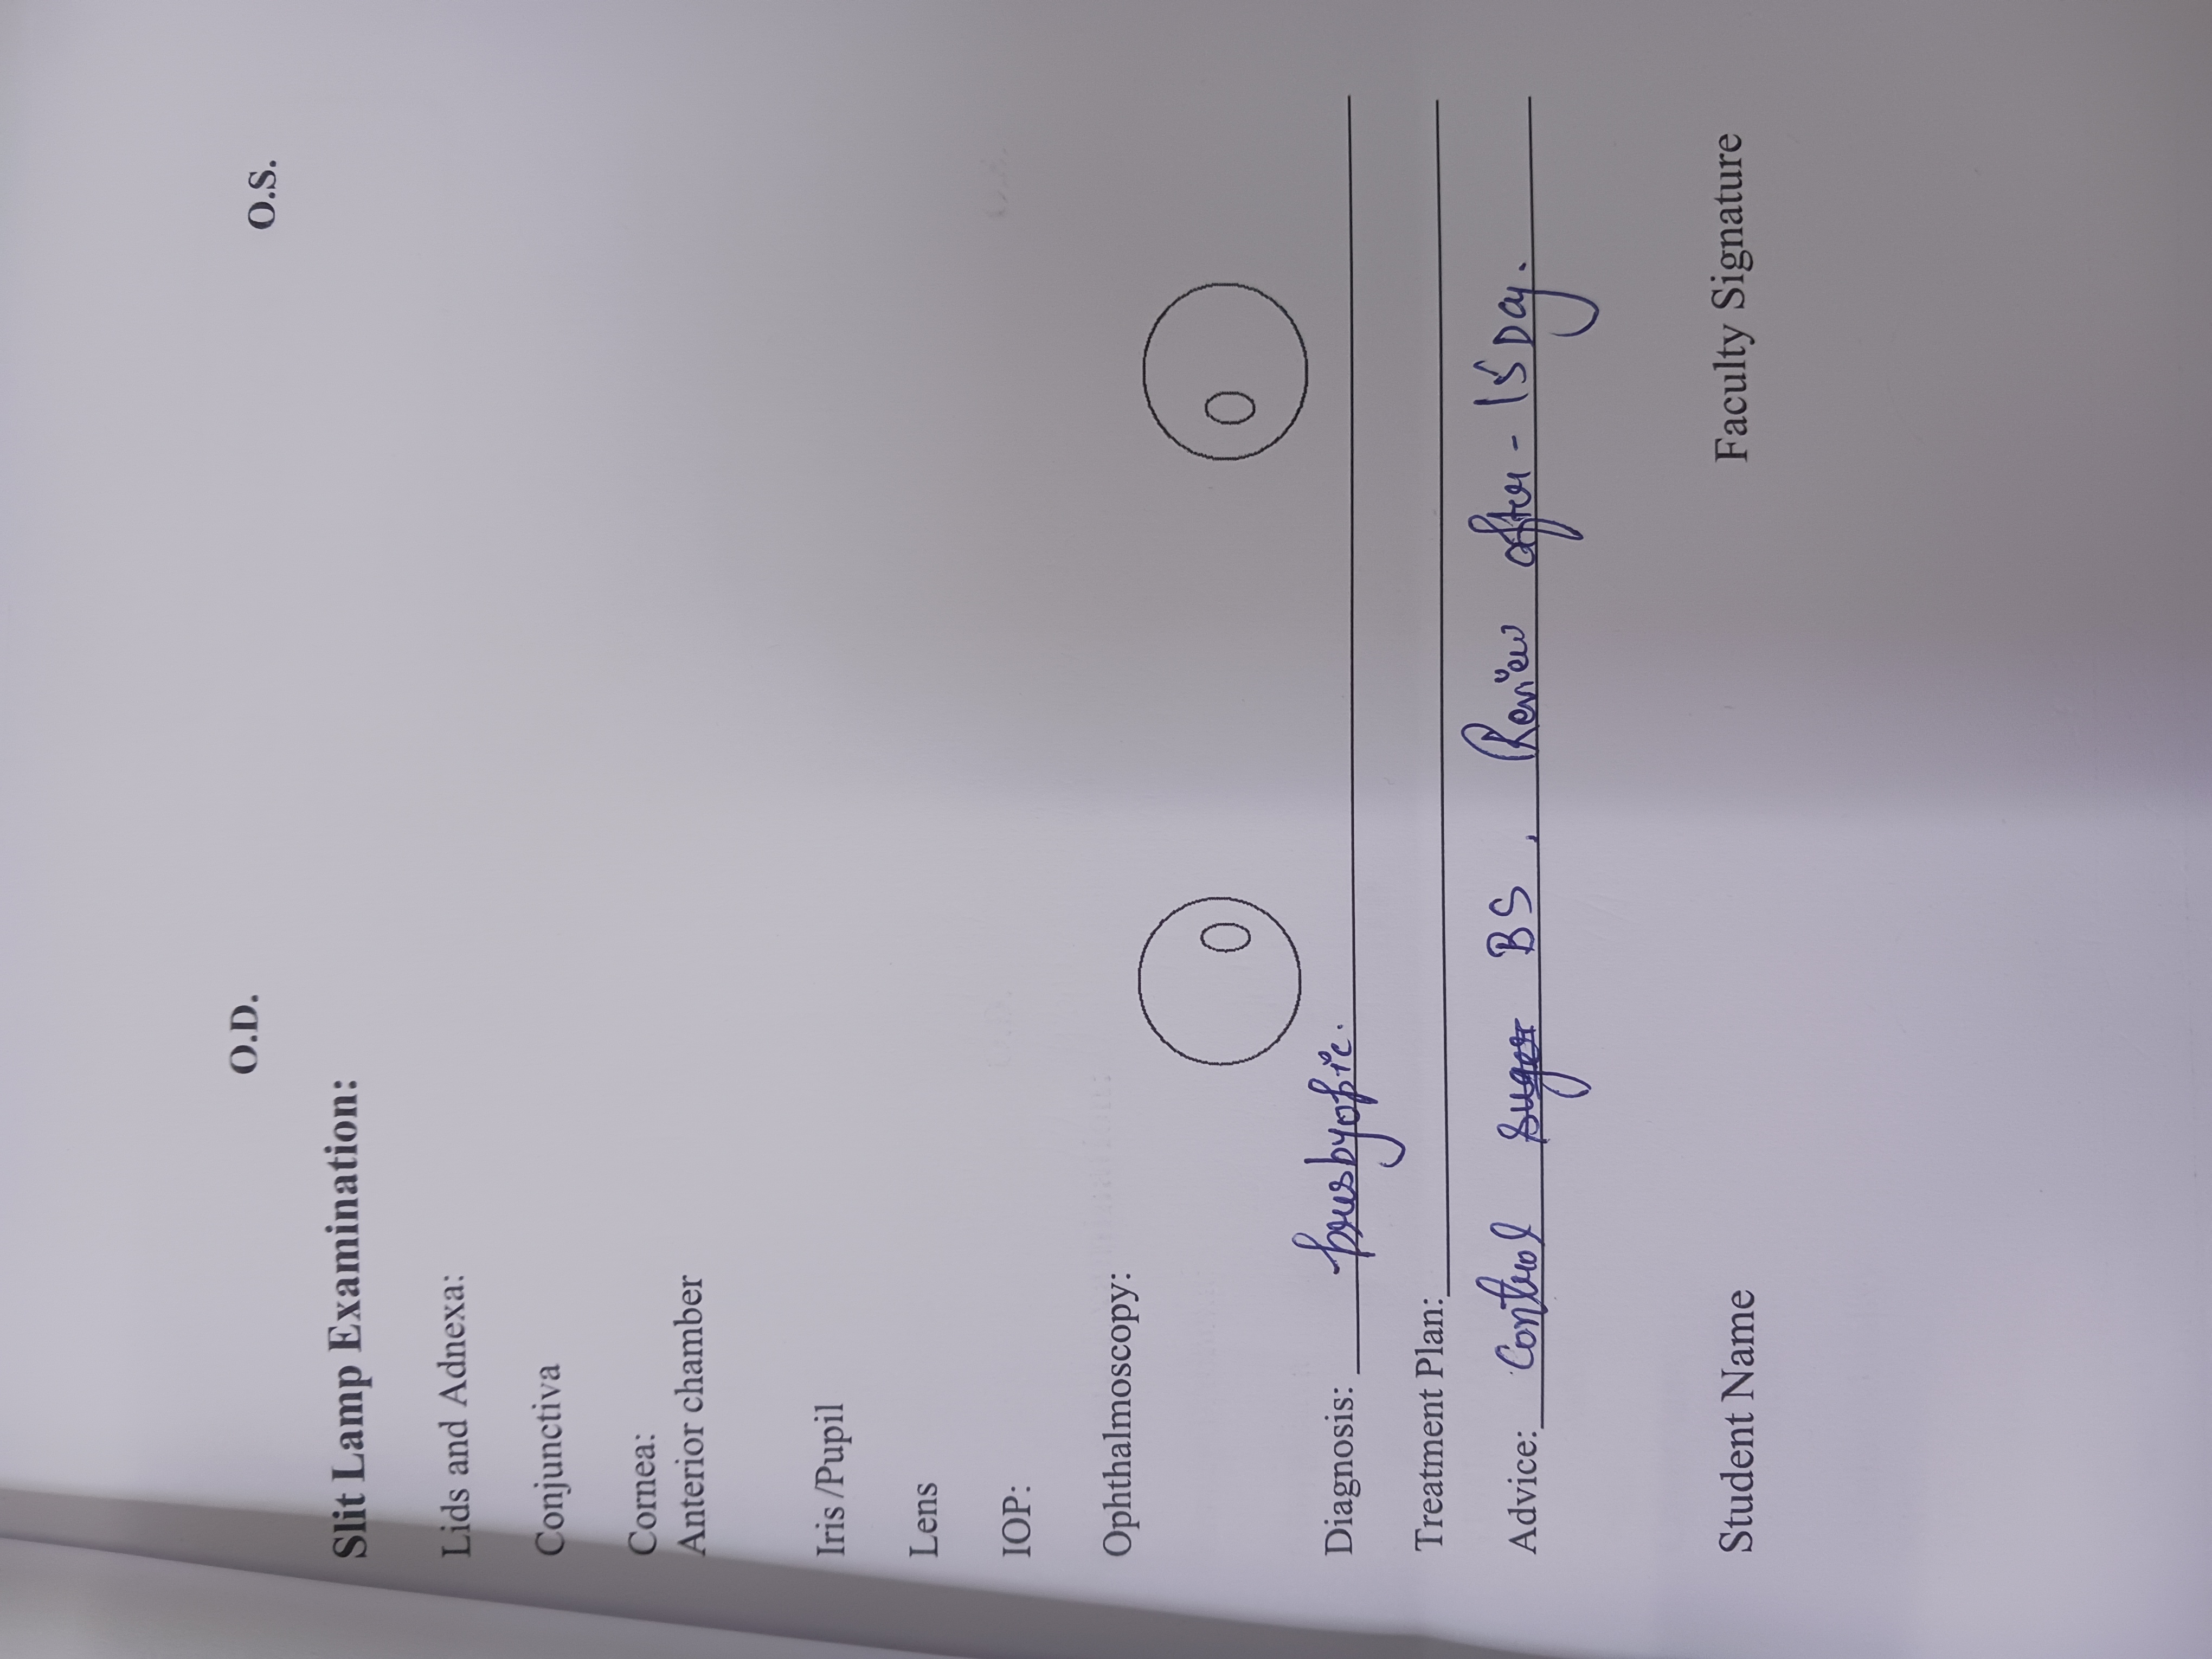 O.D. O.S.
Slit Lamp Examination:
Lids and Adnexa:
Conjunctiva
Cornea:
Anterior chamber
Iris /Pupil
Lens
IOP:
Ophthalmoscopy:
Diagnosis: presbyopic.
Treatment Plan:
Advice: Control suger BS, Review after - 15 Day.
Student Name Faculty Signature